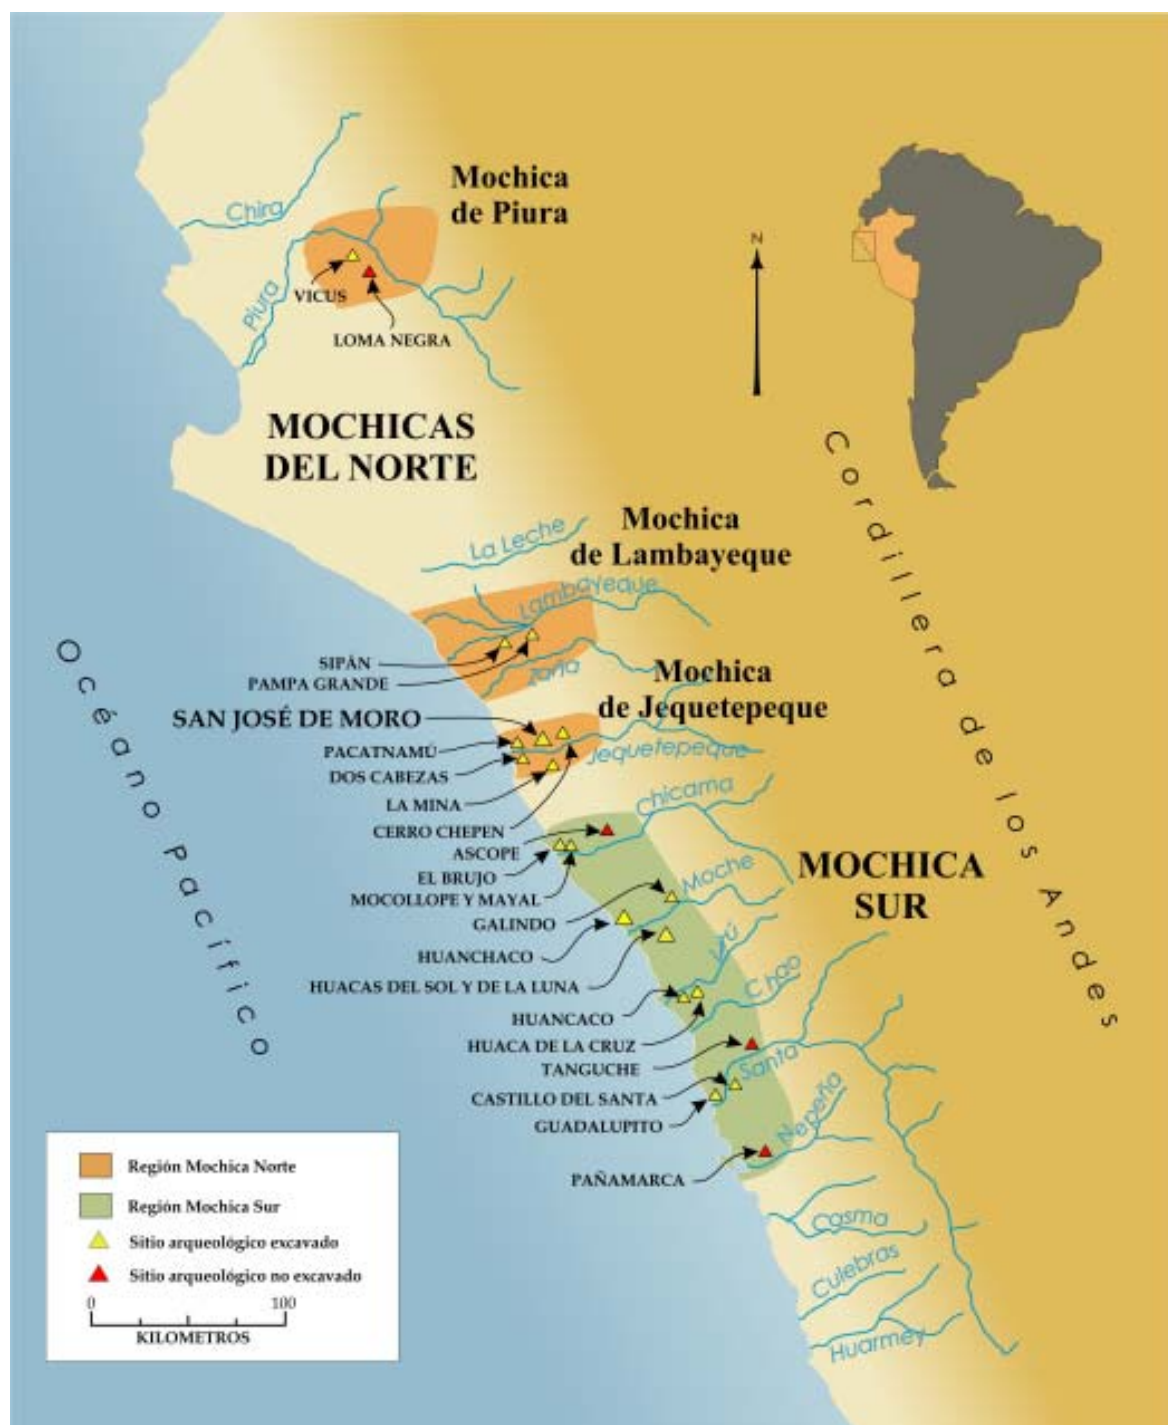 Mochica
de Piura
Chira
Piura
VICUS
LOMA NEGRA
N
MOCHICAS
DEL NORTE
Cordillera de los Andes
Mochica
de Lambayeque
La Leche
Lambayeque
SIPÁN
PAMPA GRANDE
Zaña
Océano Pacífico
Mochica
de Jequetepeque
SAN JOSÉ DE MORO
PACATNAMÚ
DOS CABEZAS
Jequetepeque
LA MINA
CERRO CHEPEN
Chicama
ASCOPE
EL BRUJO
MOCOLLOPE Y MAYAL
MOCHICA
SUR
Moche
GALINDO
HUANCHACO
Virú
HUACAS DEL SOL Y DE LA LUNA
Chao
HUANCACO
HUACA DE LA CRUZ
TANGUCHE
Santa
CASTILLO DEL SANTA
GUADALUPITO
Nepeña
PAÑAMARCA
Casma
Culebras
Huarmey
Región Mochica Norte
Región Mochica Sur
Sitio arqueológico excavado
Sitio arqueológico no excavado
0 100
KILOMETROS